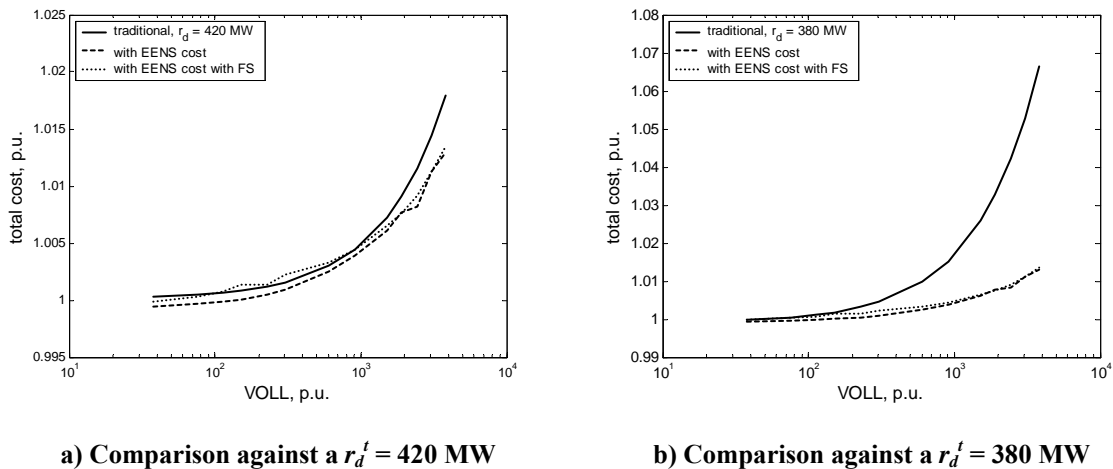 traditional, r_d = 420 MW
with EENS cost
with EENS cost with FS
1.025
1.02
1.015
1.01
1.005
1
0.995
total cost, p.u.
10^1
10^2
10^3
10^4
VOLL, p.u.
a) Comparison against a r_d^t = 420 MW
traditional, r_d = 380 MW
with EENS cost
with EENS cost with FS
1.08
1.07
1.06
1.05
1.04
1.03
1.02
1.01
1
0.99
total cost, p.u.
10^1
10^2
10^3
10^4
VOLL, p.u.
b) Comparison against a r_d^t = 380 MW